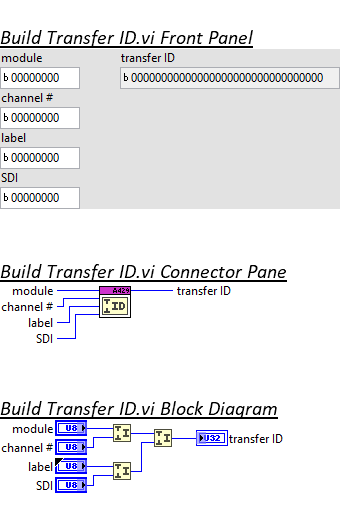 Build Transfer ID.vi Front Panel
module transfer ID
b 00000000 b 00000000000000000000000000000000
channel #
b 00000000
label
b 00000000
SDI
b 00000000
Build Transfer ID.vi Connector Pane
module A429 transfer ID
channel # ID
label
SDI
Build Transfer ID.vi Block Diagram
module U8
channel # U8 U32 transfer ID
label U8
SDI U8